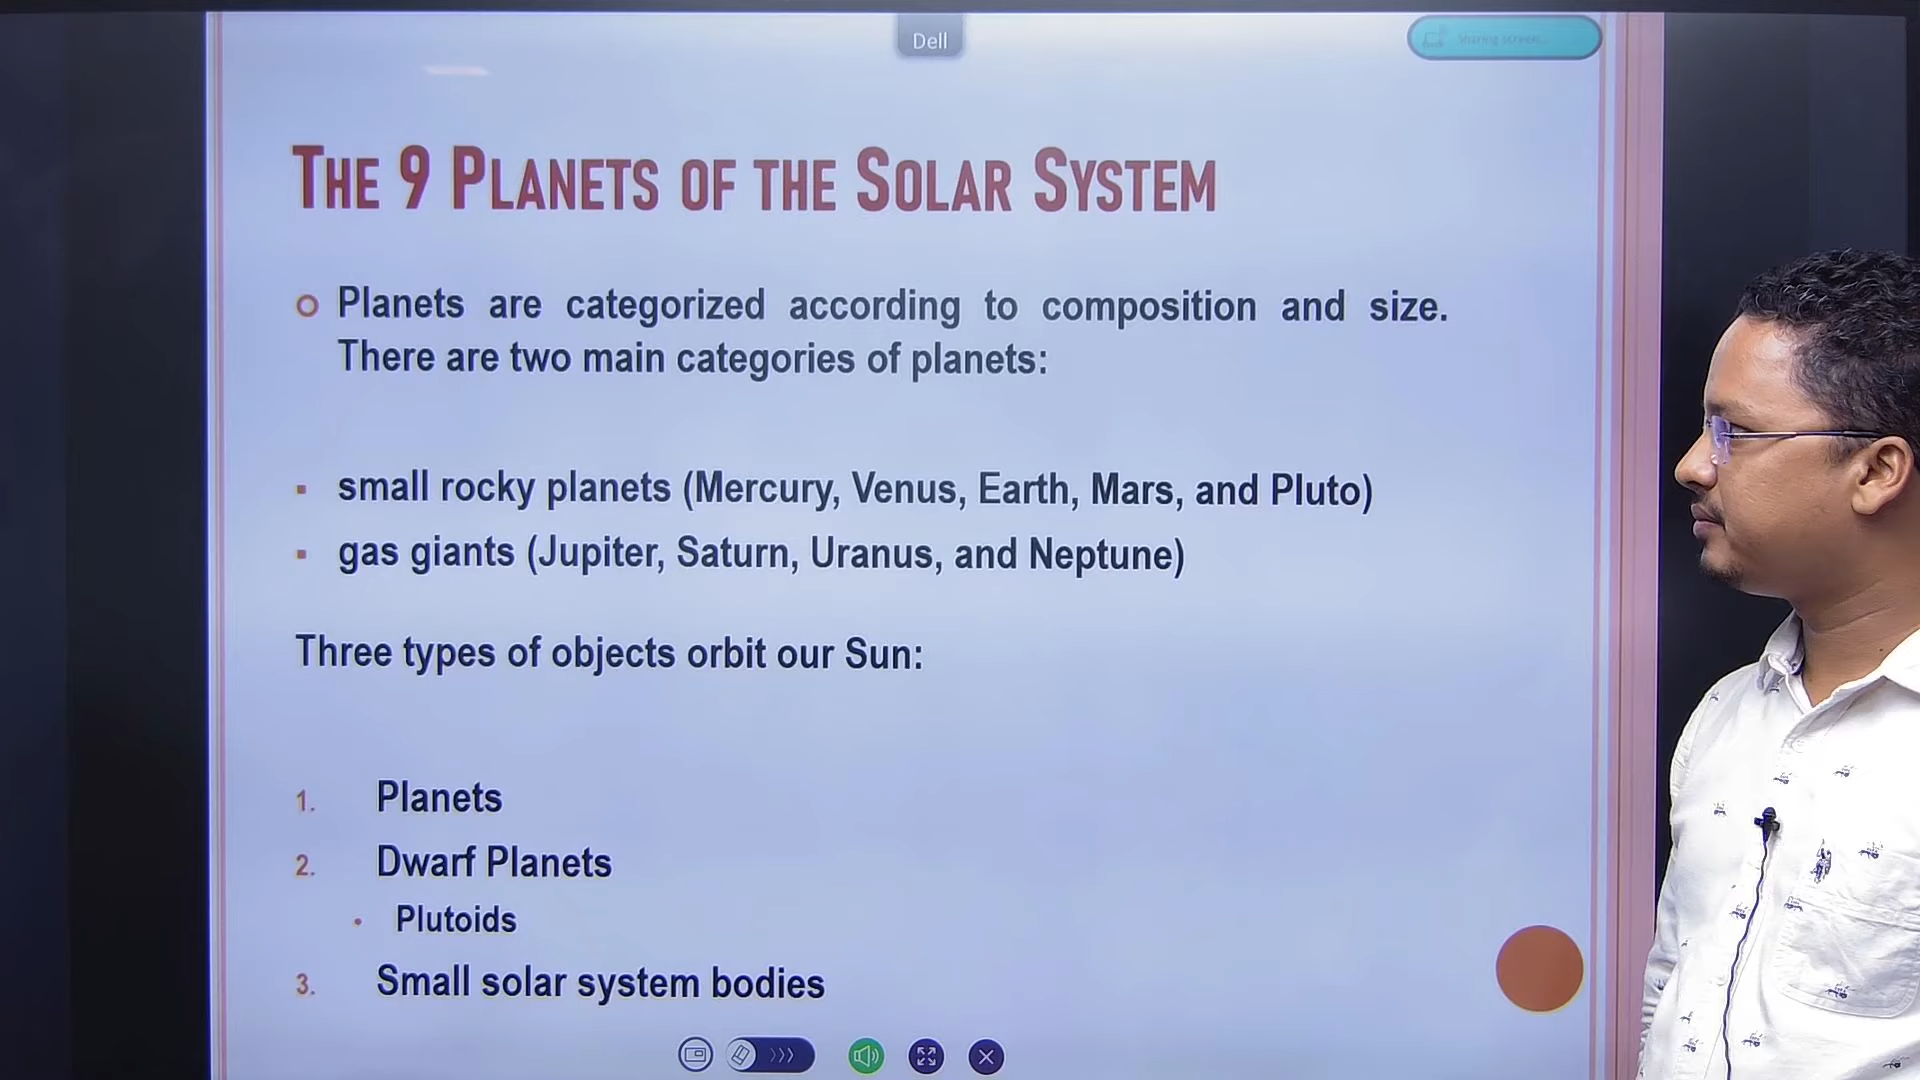 Dell
Sharing screen...
The 9 Planets of the Solar System
Planets are categorized according to composition and size.
There are two main categories of planets:
small rocky planets (Mercury, Venus, Earth, Mars, and Pluto)
gas giants (Jupiter, Saturn, Uranus, and Neptune)
Three types of objects orbit our Sun:
1. Planets
2. Dwarf Planets
• Plutoids
3. Small solar system bodies